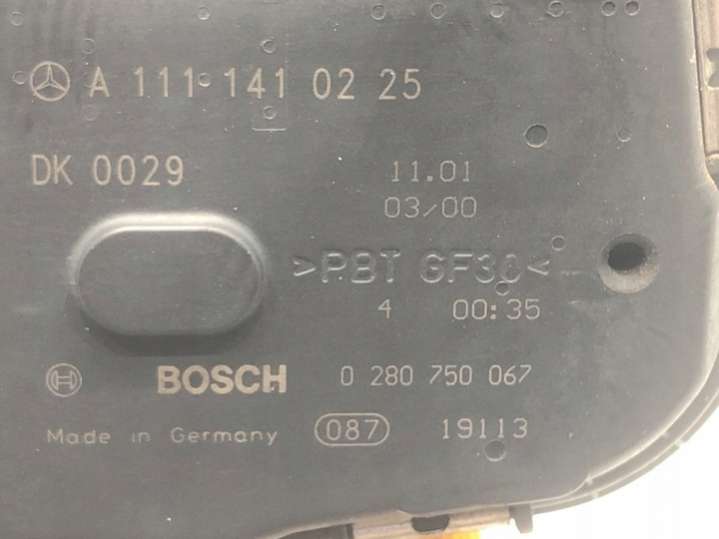 A 111 141 02 25
DK 0029
11.01
03/00
>PBT GF30<
4 00:35
BOSCH 0 280 750 067
Made in Germany 087 19113